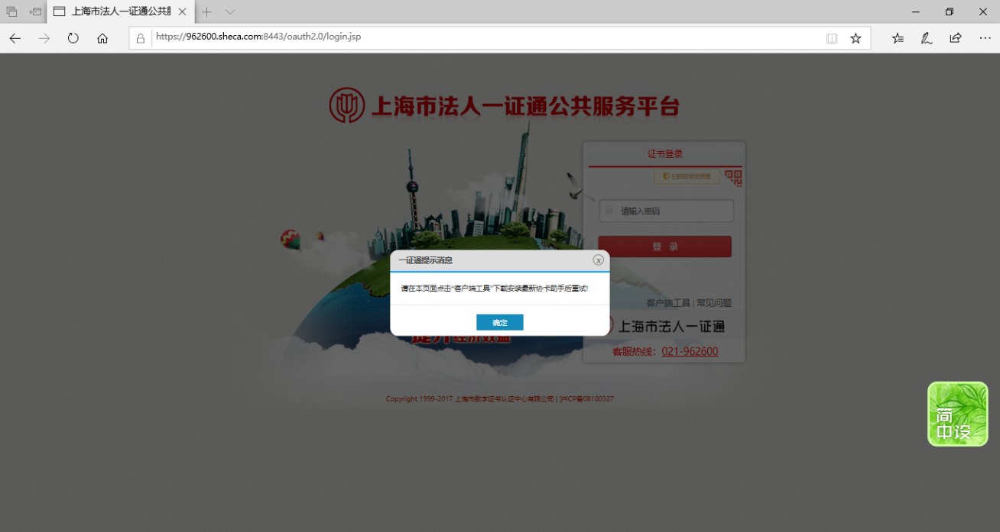 上海市法人一证通公共服
https://962600.sheca.com:8443/oauth2.0/login.jsp
上海市法人一证通公共服务平台
证书登录
请输入密码
登 录
一证通提示消息
x
请在本页面点击“客户端工具”下载安装最新协卡助手后重试!
确定
客户端工具 | 常见问题
上海市法人一证通
提升经济效益
客服热线：021-962600
Copyright 1999-2017 上海市数字证书认证中心有限公司 | 沪ICP备08100327
简
中设